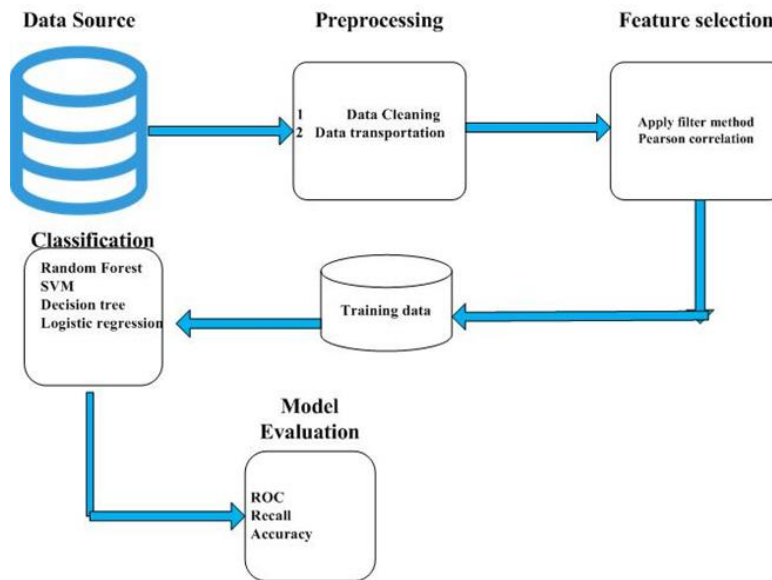 Data Source
Preprocessing
Feature selection
1 Data Cleaning
2 Data transportation
Apply filter method
Pearson correlation
Classification
Random Forest
SVM
Decision tree
Logistic regression
Training data
Model
Evaluation
ROC
Recall
Accuracy